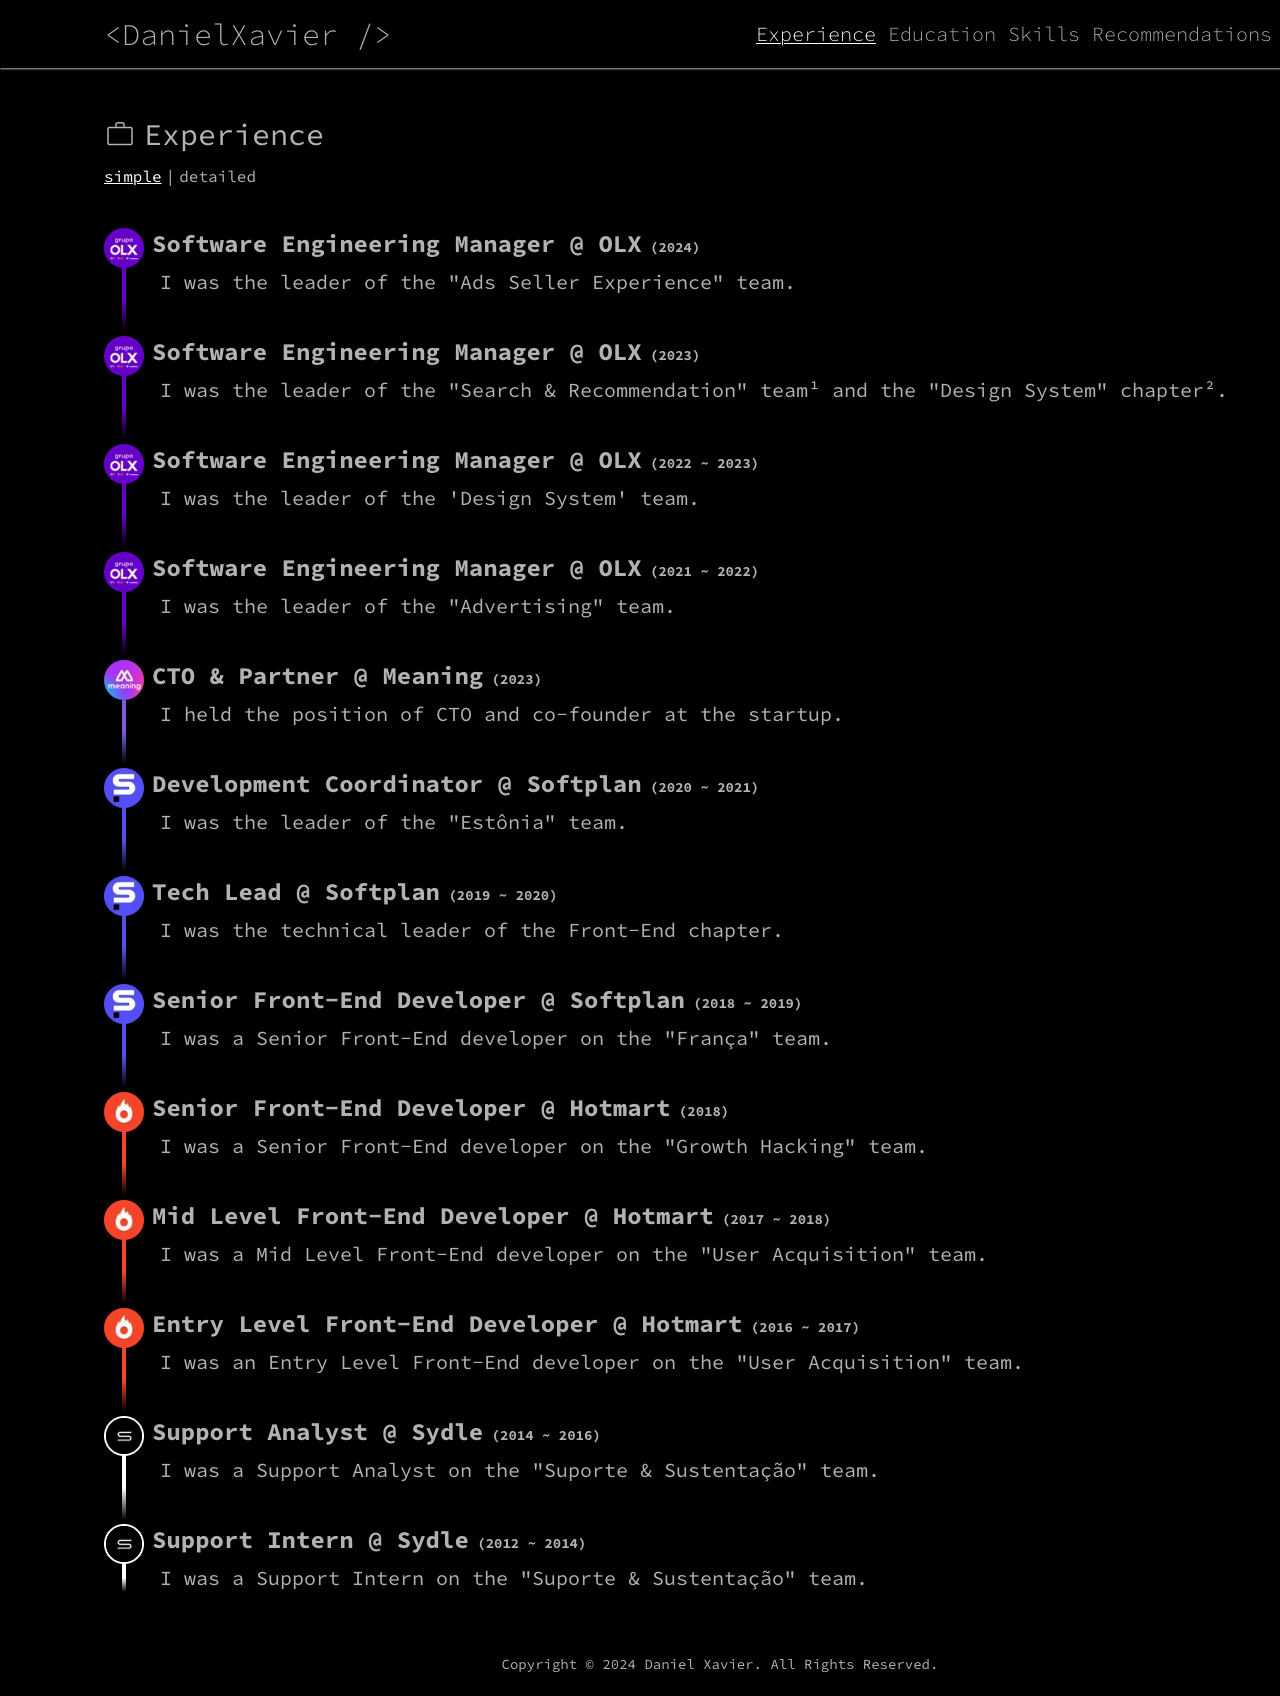 <DanielXavier />
Experience Education Skills Recommendations
Experience
simple | detailed
grupo
OLX
Software Engineering Manager @ OLX (2024)
I was the leader of the "Ads Seller Experience" team.
grupo
OLX
Software Engineering Manager @ OLX (2023)
I was the leader of the "Search & Recommendation" team¹ and the "Design System" chapter².
grupo
OLX
Software Engineering Manager @ OLX (2022 ~ 2023)
I was the leader of the 'Design System' team.
grupo
OLX
Software Engineering Manager @ OLX (2021 ~ 2022)
I was the leader of the "Advertising" team.
meaning
CTO & Partner @ Meaning (2023)
I held the position of CTO and co-founder at the startup.
Development Coordinator @ Softplan (2020 ~ 2021)
I was the leader of the "Estônia" team.
Tech Lead @ Softplan (2019 ~ 2020)
I was the technical leader of the Front-End chapter.
Senior Front-End Developer @ Softplan (2018 ~ 2019)
I was a Senior Front-End developer on the "França" team.
Senior Front-End Developer @ Hotmart (2018)
I was a Senior Front-End developer on the "Growth Hacking" team.
Mid Level Front-End Developer @ Hotmart (2017 ~ 2018)
I was a Mid Level Front-End developer on the "User Acquisition" team.
Entry Level Front-End Developer @ Hotmart (2016 ~ 2017)
I was an Entry Level Front-End developer on the "User Acquisition" team.
Support Analyst @ Sydle (2014 ~ 2016)
I was a Support Analyst on the "Suporte & Sustentação" team.
Support Intern @ Sydle (2012 ~ 2014)
I was a Support Intern on the "Suporte & Sustentação" team.
Copyright © 2024 Daniel Xavier. All Rights Reserved.